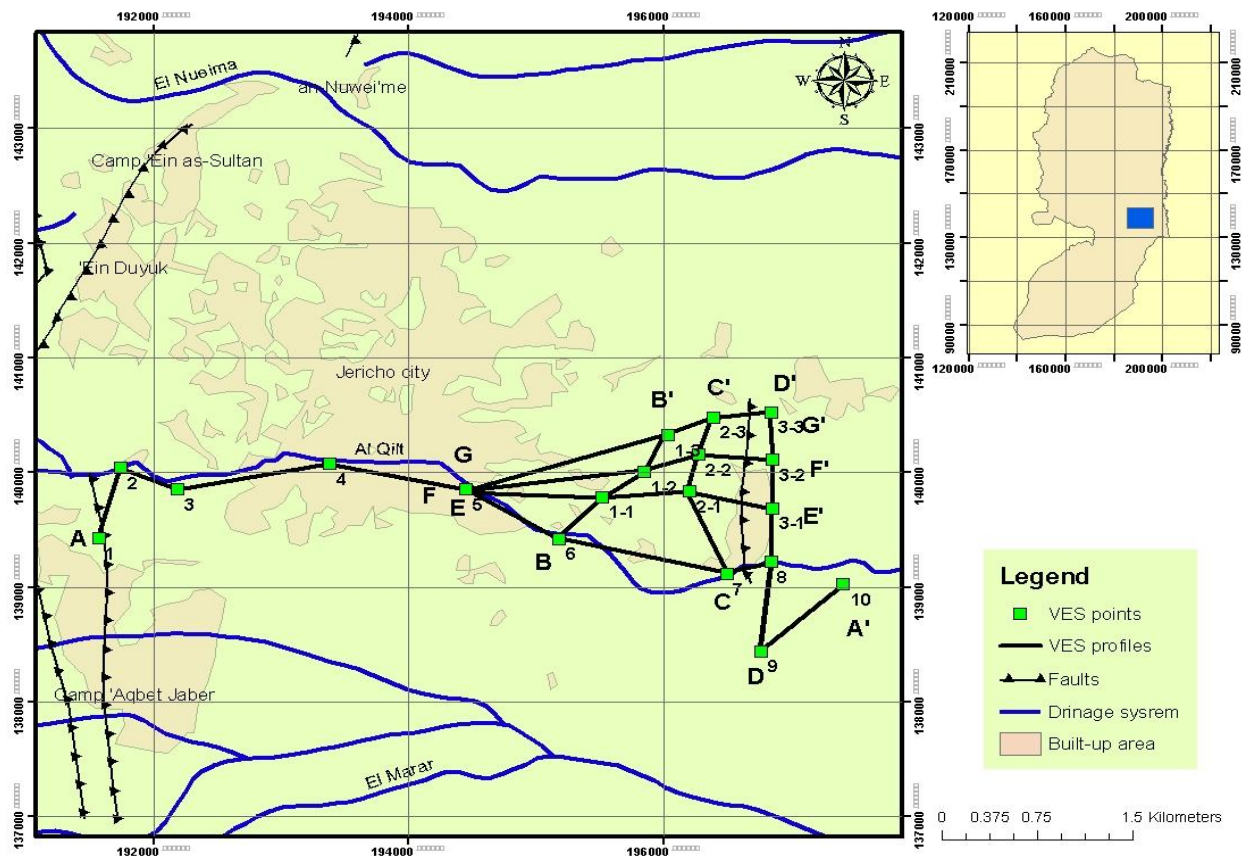 192000
194000
196000
120000
160000
200000
El Nueima
an-Nuwei'me
N
W
E
S
143000
143000
Camp 'Ein as-Sultan
210000
210000
170000
170000
130000
130000
90000
90000
120000
160000
200000
142000
142000
'Ein Duyuk
141000
141000
Jericho city
B'
C'
D'
2-3
3-3
G'
Al Qilt
G
1-3
2-2
3-2
F'
140000
140000
2
3
4
F
E
5
1-2
1-1
2-1
3-1
E'
A
1
B
6
C
7
8
139000
139000
10
A'
D
9
Camp 'Aqbet Jaber
138000
138000
El Marar
137000
137000
192000
194000
196000
Legend
VES points
VES profiles
Faults
Drinage sysrem
Built-up area
0 0.375 0.75 1.5 Kilometers